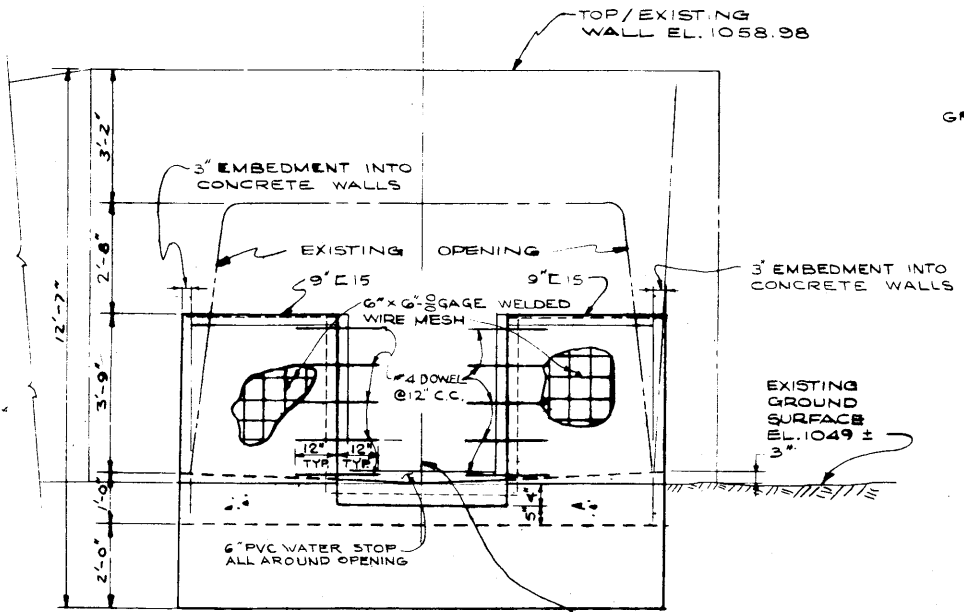 TOP/EXISTING
WALL EL. 1058.98
3" EMBEDMENT INTO
CONCRETE WALLS
EXISTING OPENING
9" [ 15
9" [ 15
6" x 6"-
GAGE WELDED
WIRE MESH
3" EMBEDMENT INTO
CONCRETE WALLS
#4 DOWEL
@12" C.C.
EXISTING
GROUND
SURFACE
EL. 1049 ±
3"
12" 12"
TYP. TYP.
6" PVC WATER STOP
ALL AROUND OPENING
5" 4"
12'-7"
3'-2"
2'-8"
3'-9"
1'-0"
2'-0"